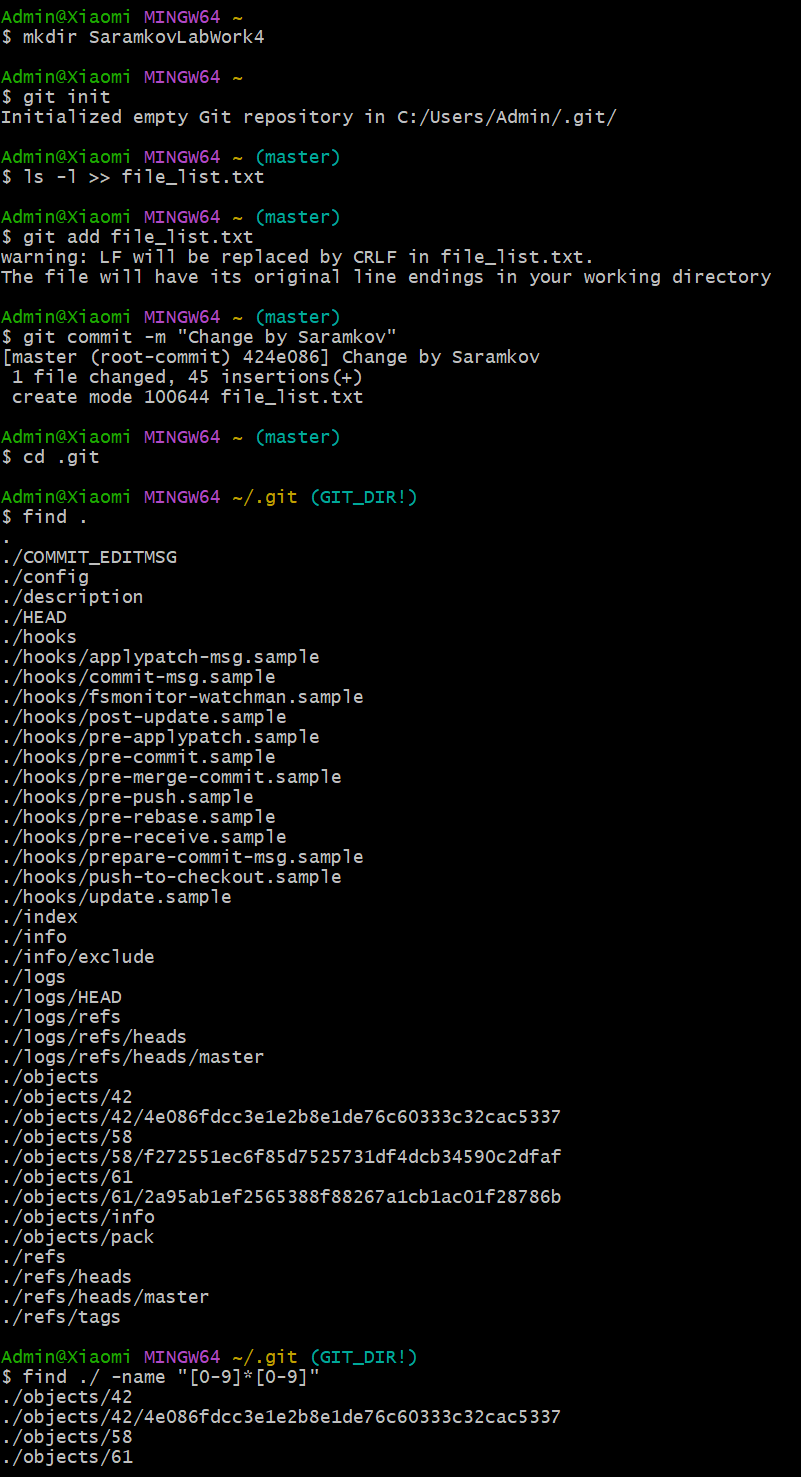 Admin@Xiaomi MINGW64 ~
$ mkdir SaramkovLabWork4
Admin@Xiaomi MINGW64 ~
$ git init
Initialized empty Git repository in C:/Users/Admin/.git/
Admin@Xiaomi MINGW64 ~ (master)
$ ls -l >> file_list.txt
Admin@Xiaomi MINGW64 ~ (master)
$ git add file_list.txt
warning: LF will be replaced by CRLF in file_list.txt.
The file will have its original line endings in your working directory
Admin@Xiaomi MINGW64 ~ (master)
$ git commit -m "Change by Saramkov"
[master (root-commit) 424e086] Change by Saramkov
 1 file changed, 45 insertions(+)
 create mode 100644 file_list.txt
Admin@Xiaomi MINGW64 ~ (master)
$ cd .git
Admin@Xiaomi MINGW64 ~/.git (GIT_DIR!)
$ find .
.
./COMMIT_EDITMSG
./config
./description
./HEAD
./hooks
./hooks/applypatch-msg.sample
./hooks/commit-msg.sample
./hooks/fsmonitor-watchman.sample
./hooks/post-update.sample
./hooks/pre-applypatch.sample
./hooks/pre-commit.sample
./hooks/pre-merge-commit.sample
./hooks/pre-push.sample
./hooks/pre-rebase.sample
./hooks/pre-receive.sample
./hooks/prepare-commit-msg.sample
./hooks/push-to-checkout.sample
./hooks/update.sample
./index
./info
./info/exclude
./logs
./logs/HEAD
./logs/refs
./logs/refs/heads
./logs/refs/heads/master
./objects
./objects/42
./objects/42/4e086fdcc3e1e2b8e1de76c60333c32cac5337
./objects/58
./objects/58/f272551ec6f85d7525731df4dcb34590c2dfaf
./objects/61
./objects/61/2a95ab1ef2565388f88267a1cb1ac01f28786b
./objects/info
./objects/pack
./refs
./refs/heads
./refs/heads/master
./refs/tags
Admin@Xiaomi MINGW64 ~/.git (GIT_DIR!)
$ find ./ -name "[0-9]*[0-9]"
./objects/42
./objects/42/4e086fdcc3e1e2b8e1de76c60333c32cac5337
./objects/58
./objects/61